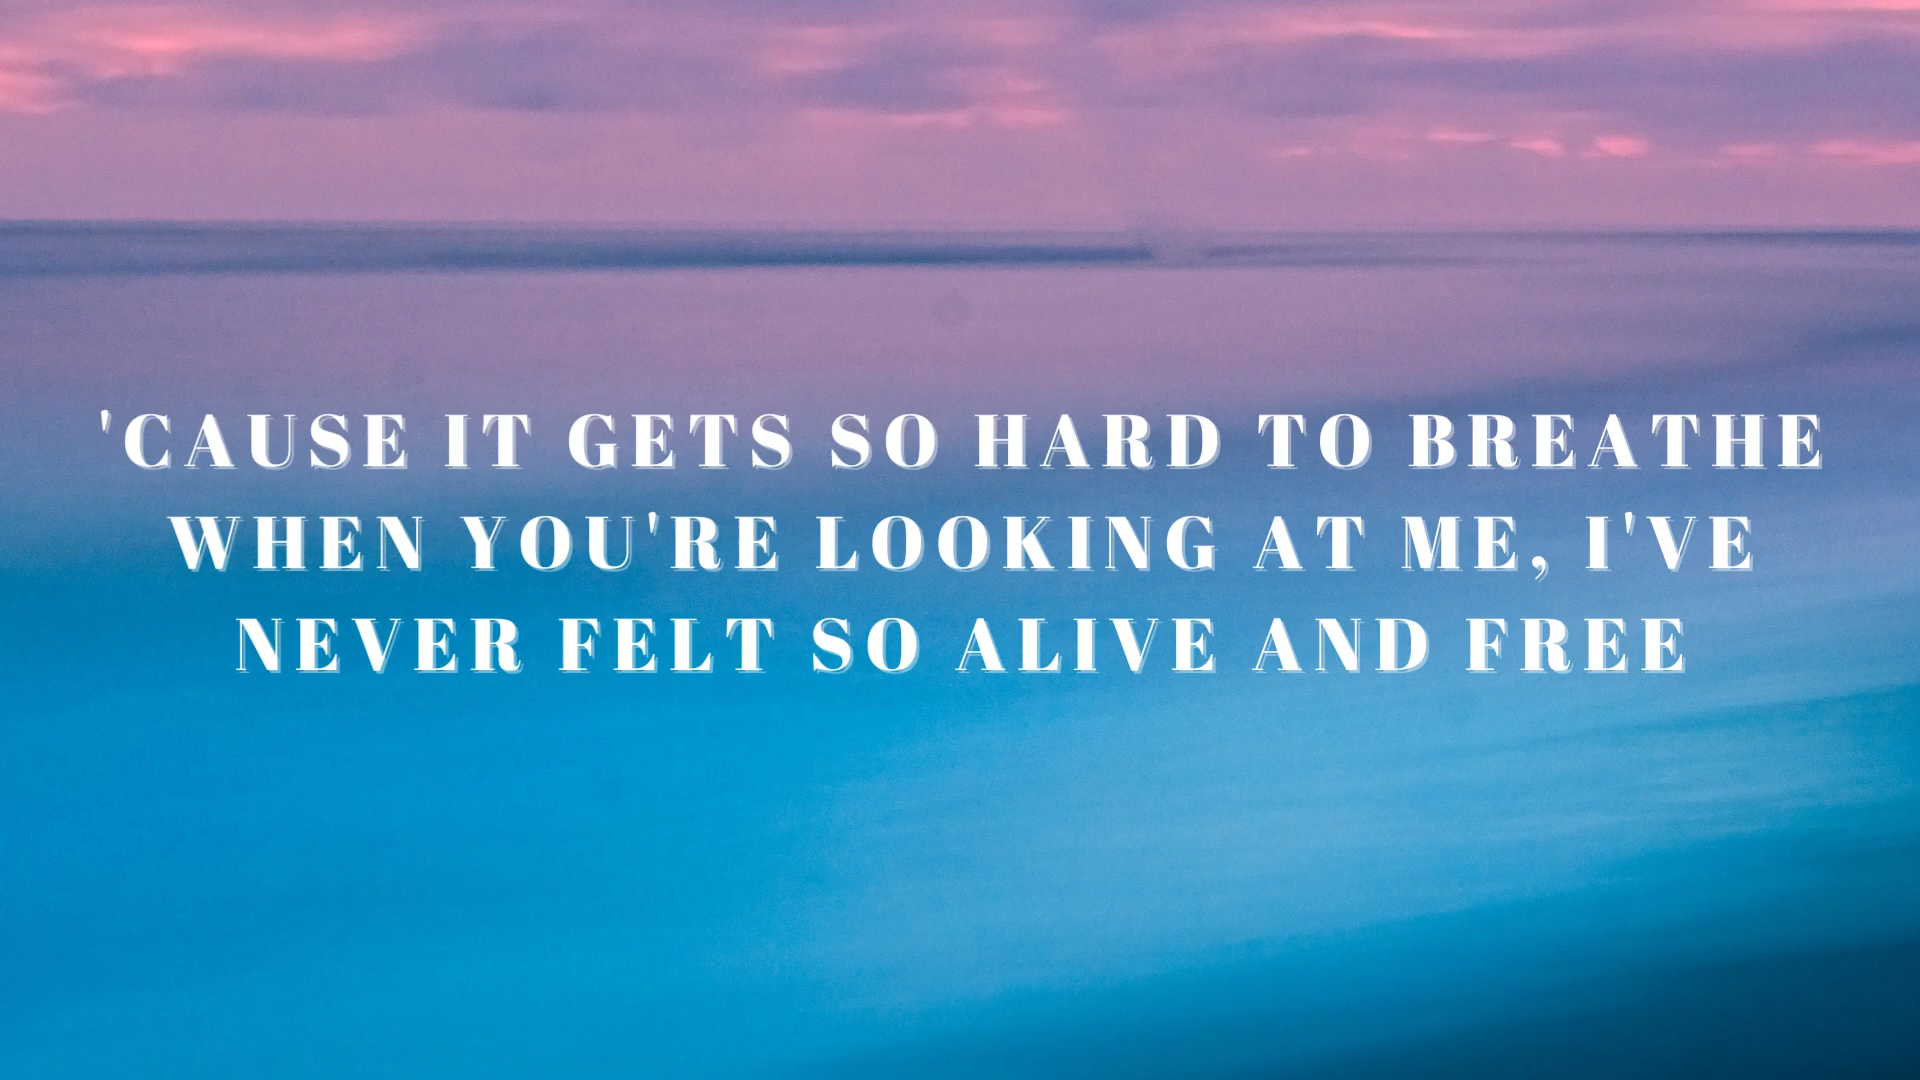 'CAUSE IT GETS SO HARD TO BREATHE
WHEN YOU'RE LOOKING AT ME, I'VE
NEVER FELT SO ALIVE AND FREE